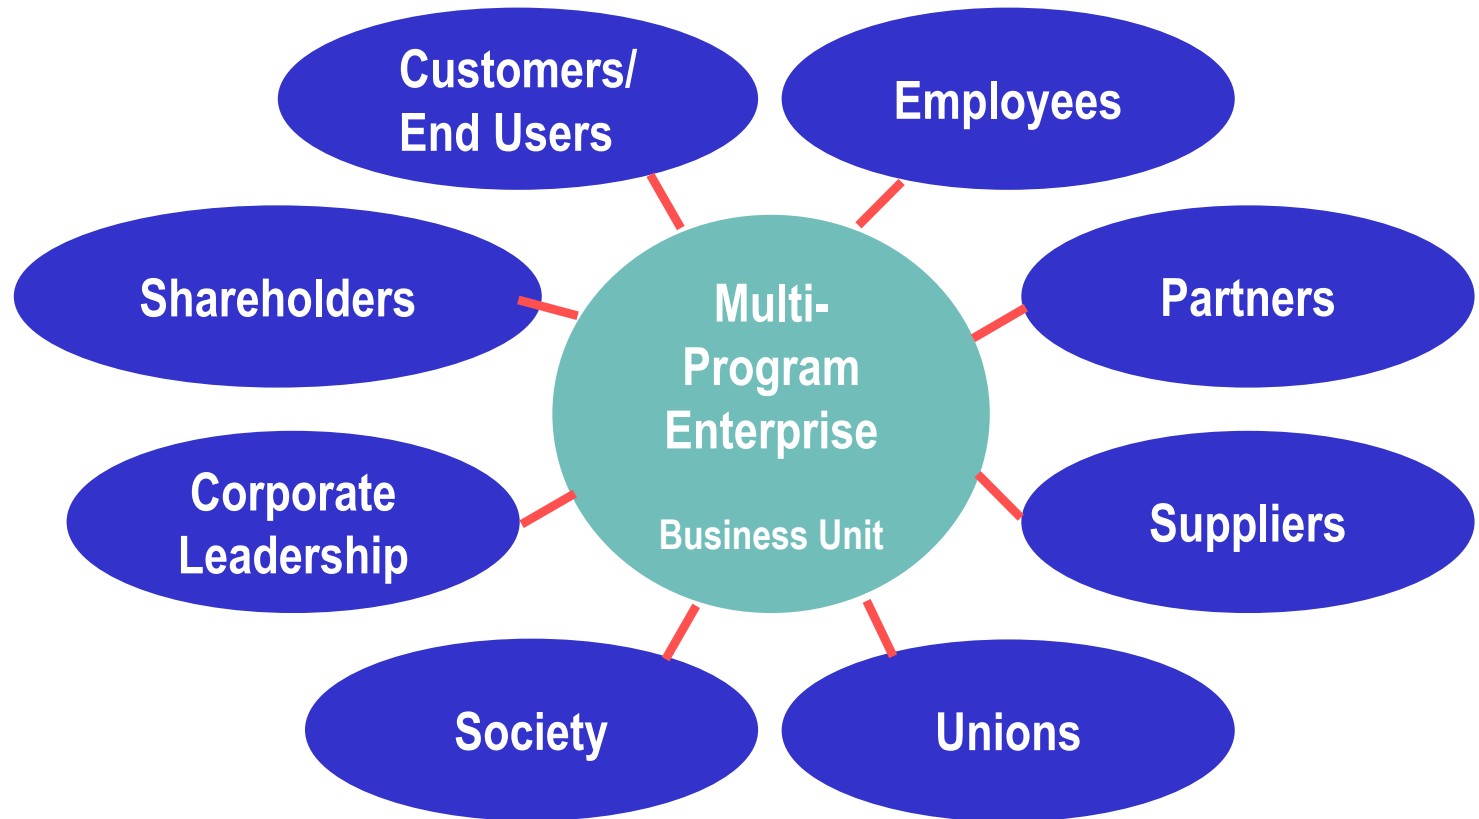 Customers/
End Users
Employees
Shareholders
Multi-
Program
Enterprise
Business Unit
Partners
Corporate
Leadership
Suppliers
Society
Unions